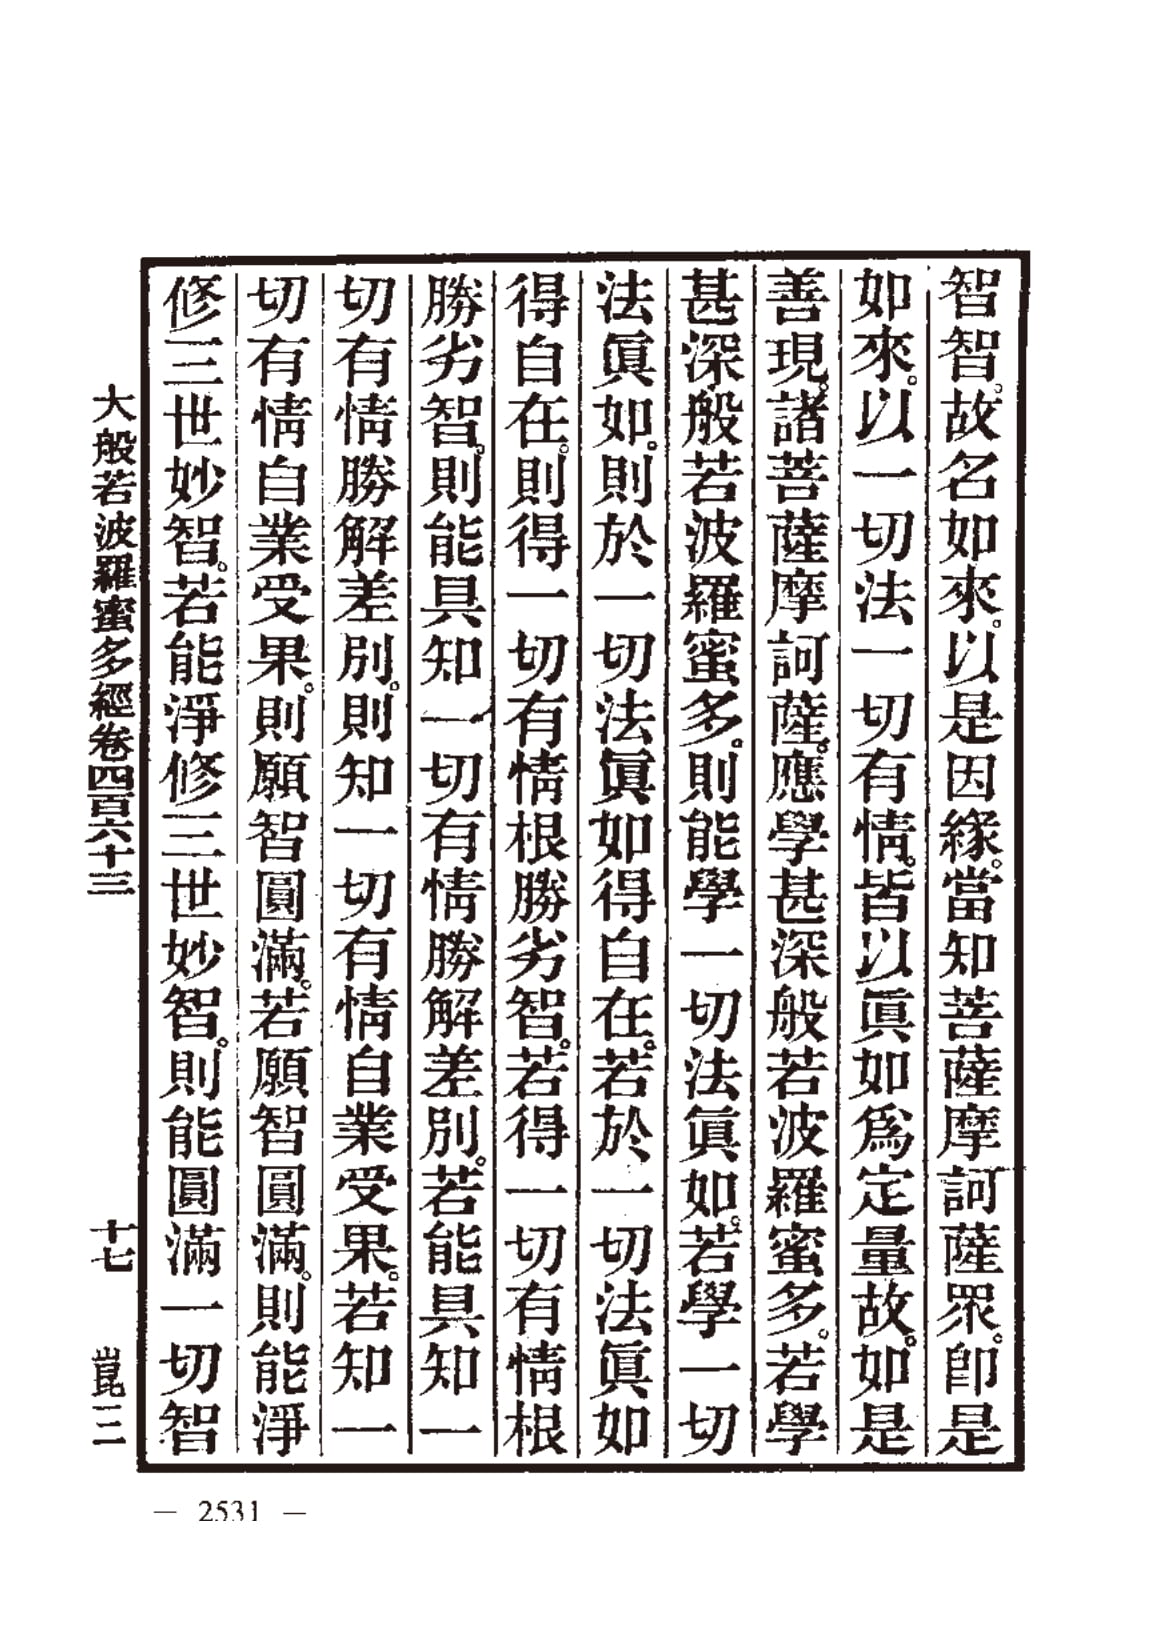 智智。故名如來。以是因緣。當知菩薩摩訶薩眾。卽是
如來。以一切法一切有情。皆以眞如爲定量故。如是
善現。諸菩薩摩訶薩。應學甚深般若波羅蜜多。若學
甚深般若波羅蜜多。則能學一切法眞如。若學一切
法眞如。則於一切法眞如得自在。若於一切法眞如
得自在。則得一切有情根勝劣智。若得一切有情根
勝劣智。則能具知一切有情勝解差別。若能具知一
切有情勝解差別。則知一切有情自業受果。若知一
切有情自業受果。則願智圓滿。若願智圓滿。則能淨
修三世妙智。若能淨修三世妙智。則能圓滿一切智
大般若波羅蜜多經卷四百六十三 十七 崑三
— 2531 —